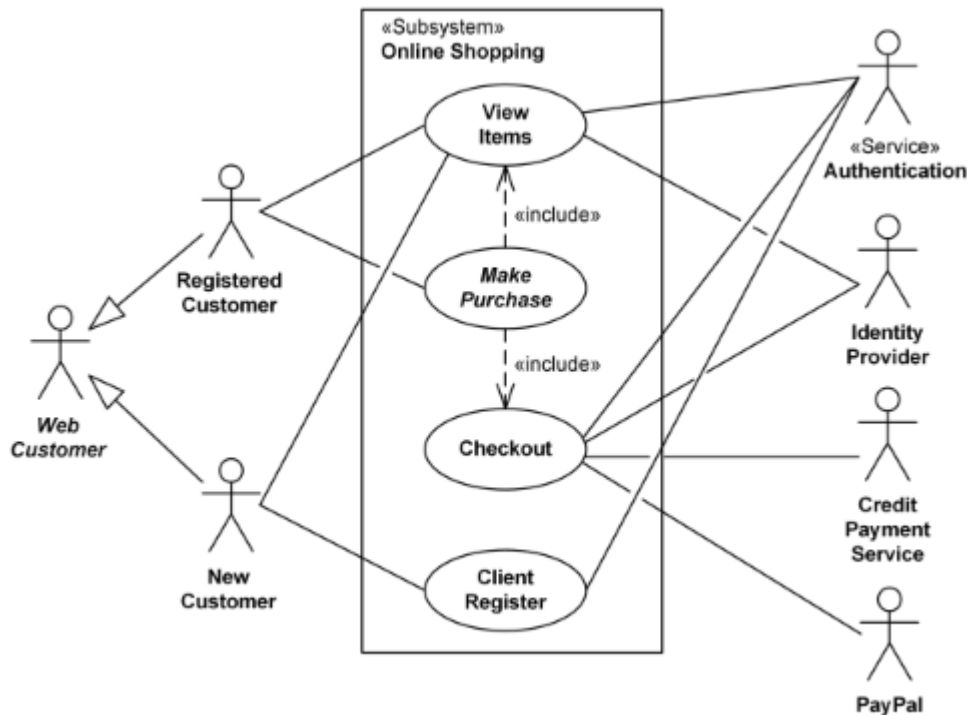 «Subsystem»
Online Shopping
View
Items
«include»
Make
Purchase
«include»
Checkout
Client
Register
Registered
Customer
Web
Customer
New
Customer
«Service»
Authentication
Identity
Provider
Credit
Payment
Service
PayPal